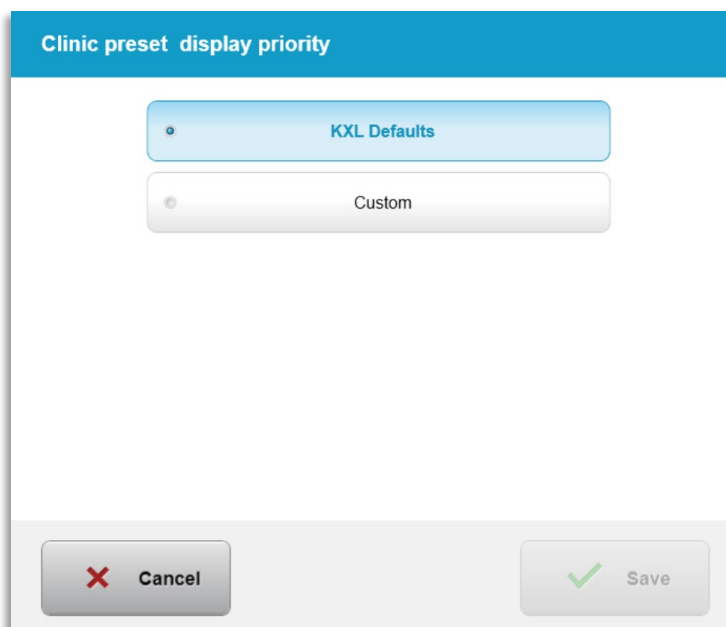 Clinic preset display priority
KXL Defaults
Custom
Cancel
Save